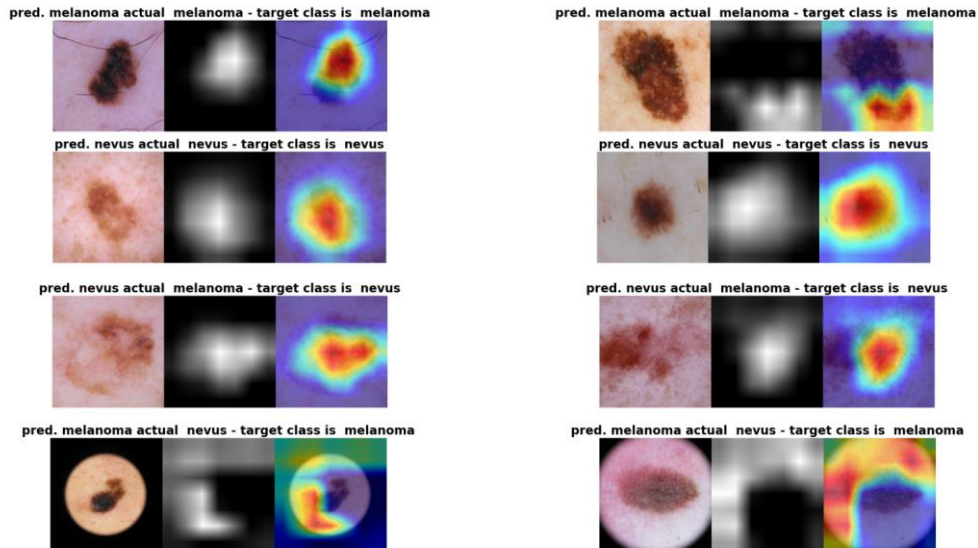 pred. melanoma actual melanoma - target class is melanoma
pred. melanoma actual melanoma - target class is melanoma
pred. nevus actual nevus - target class is nevus
pred. nevus actual nevus - target class is nevus
pred. nevus actual melanoma - target class is nevus
pred. nevus actual melanoma - target class is nevus
pred. melanoma actual nevus - target class is melanoma
pred. melanoma actual nevus - target class is melanoma